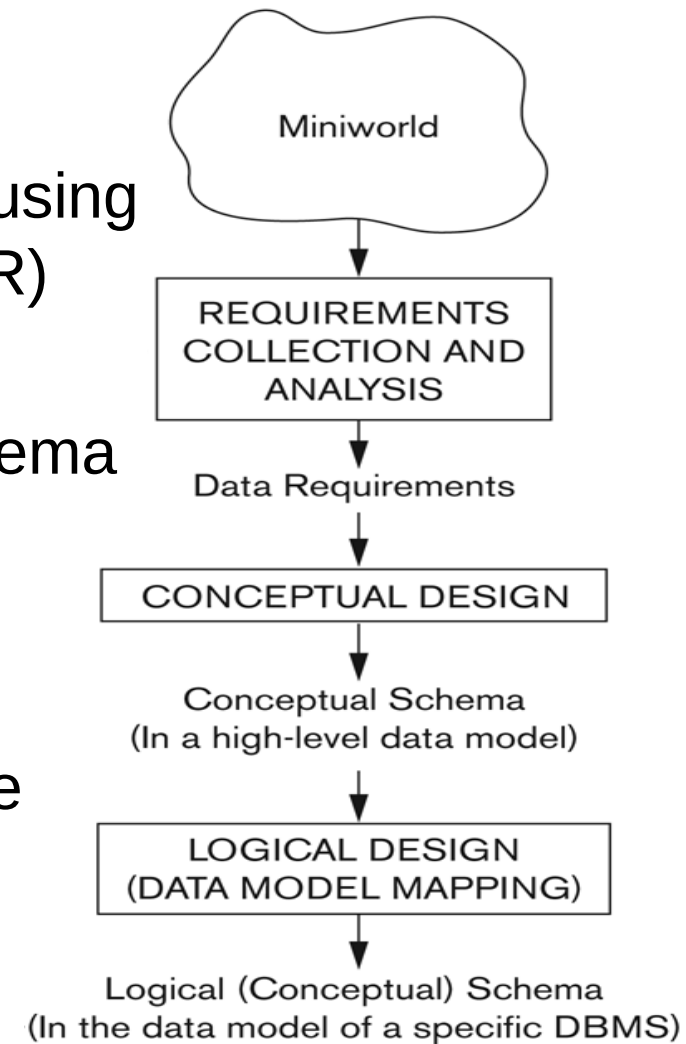 Miniworld
using
R)
REQUIREMENTS
COLLECTION AND
ANALYSIS
ema
Data Requirements
CONCEPTUAL DESIGN
Conceptual Schema
(In a high-level data model)
e
LOGICAL DESIGN
(DATA MODEL MAPPING)
Logical (Conceptual) Schema
(In the data model of a specific DBMS)